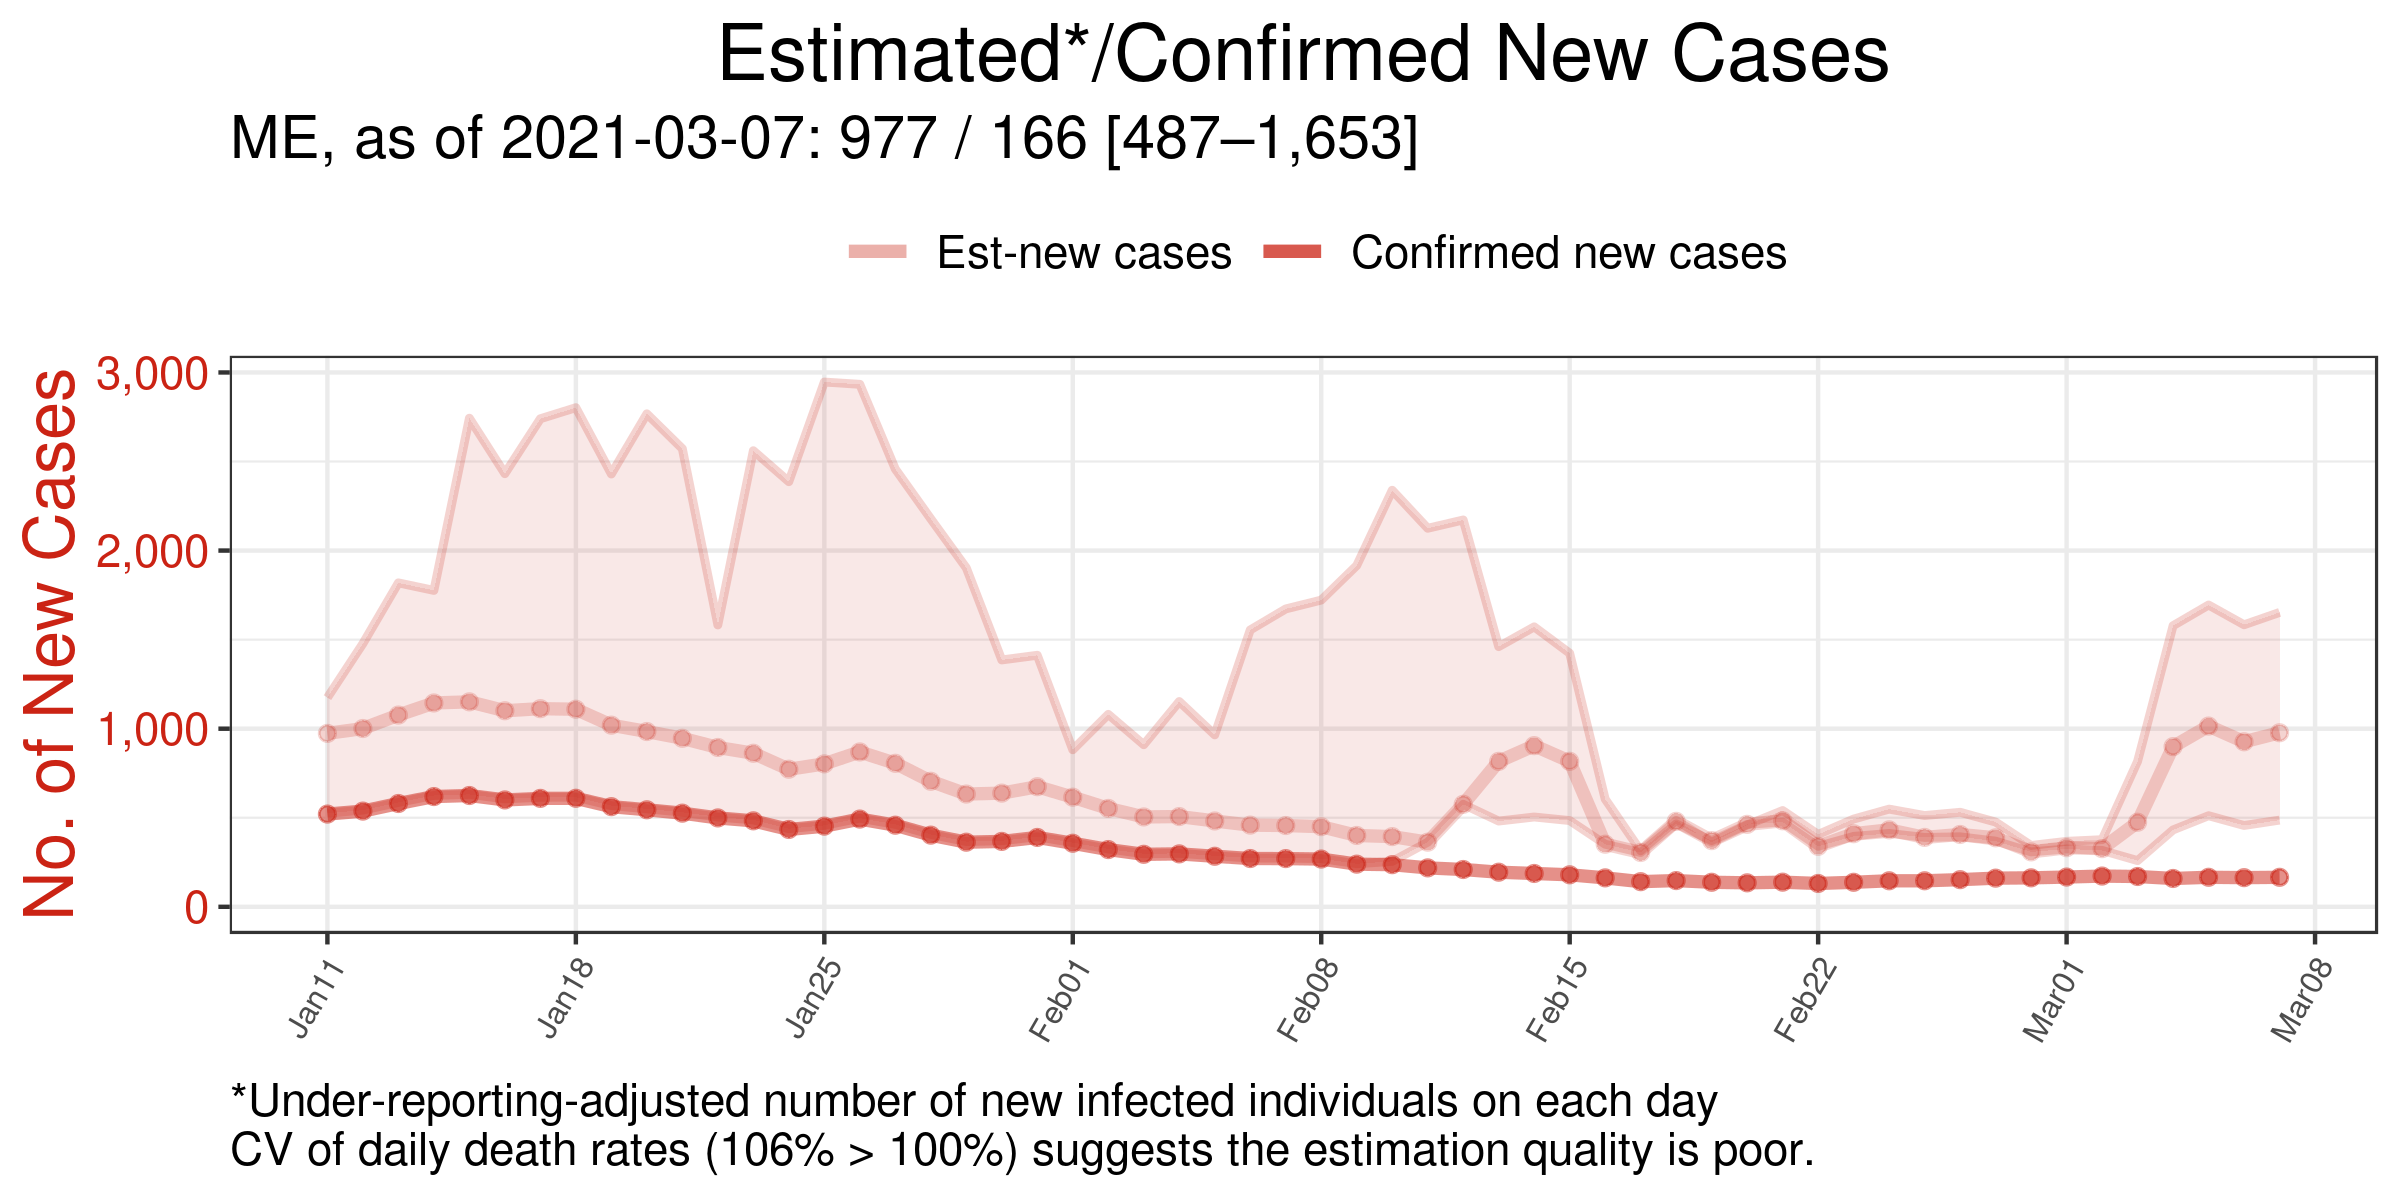 Estimated*/Confirmed New Cases
ME, as of 2021-03-07: 977 / 166 [487–1,653]
Est-new cases Confirmed new cases
No. of New Cases
3,000
2,000
1,000
0
Jan11 Jan18 Jan25 Feb01 Feb08 Feb15 Feb22 Mar01 Mar08
*Under-reporting-adjusted number of new infected individuals on each day
CV of daily death rates (106% > 100%) suggests the estimation quality is poor.